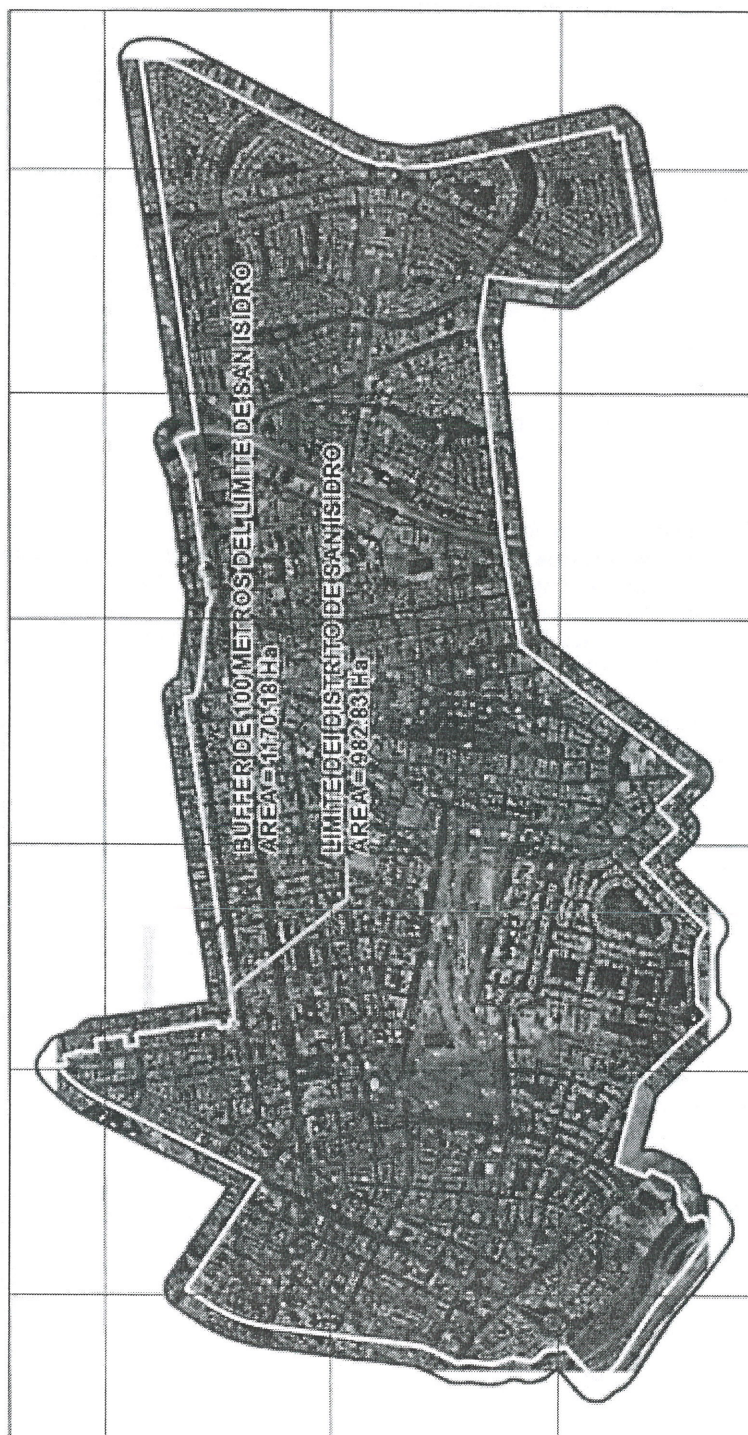 BUFFER DE 100 METROS DEL LIMITE DE SAN ISIDRO
AREA = 1170.18 Ha
LIMITE DEL DISTRITO DE SAN ISIDRO
AREA = 982.83 Ha